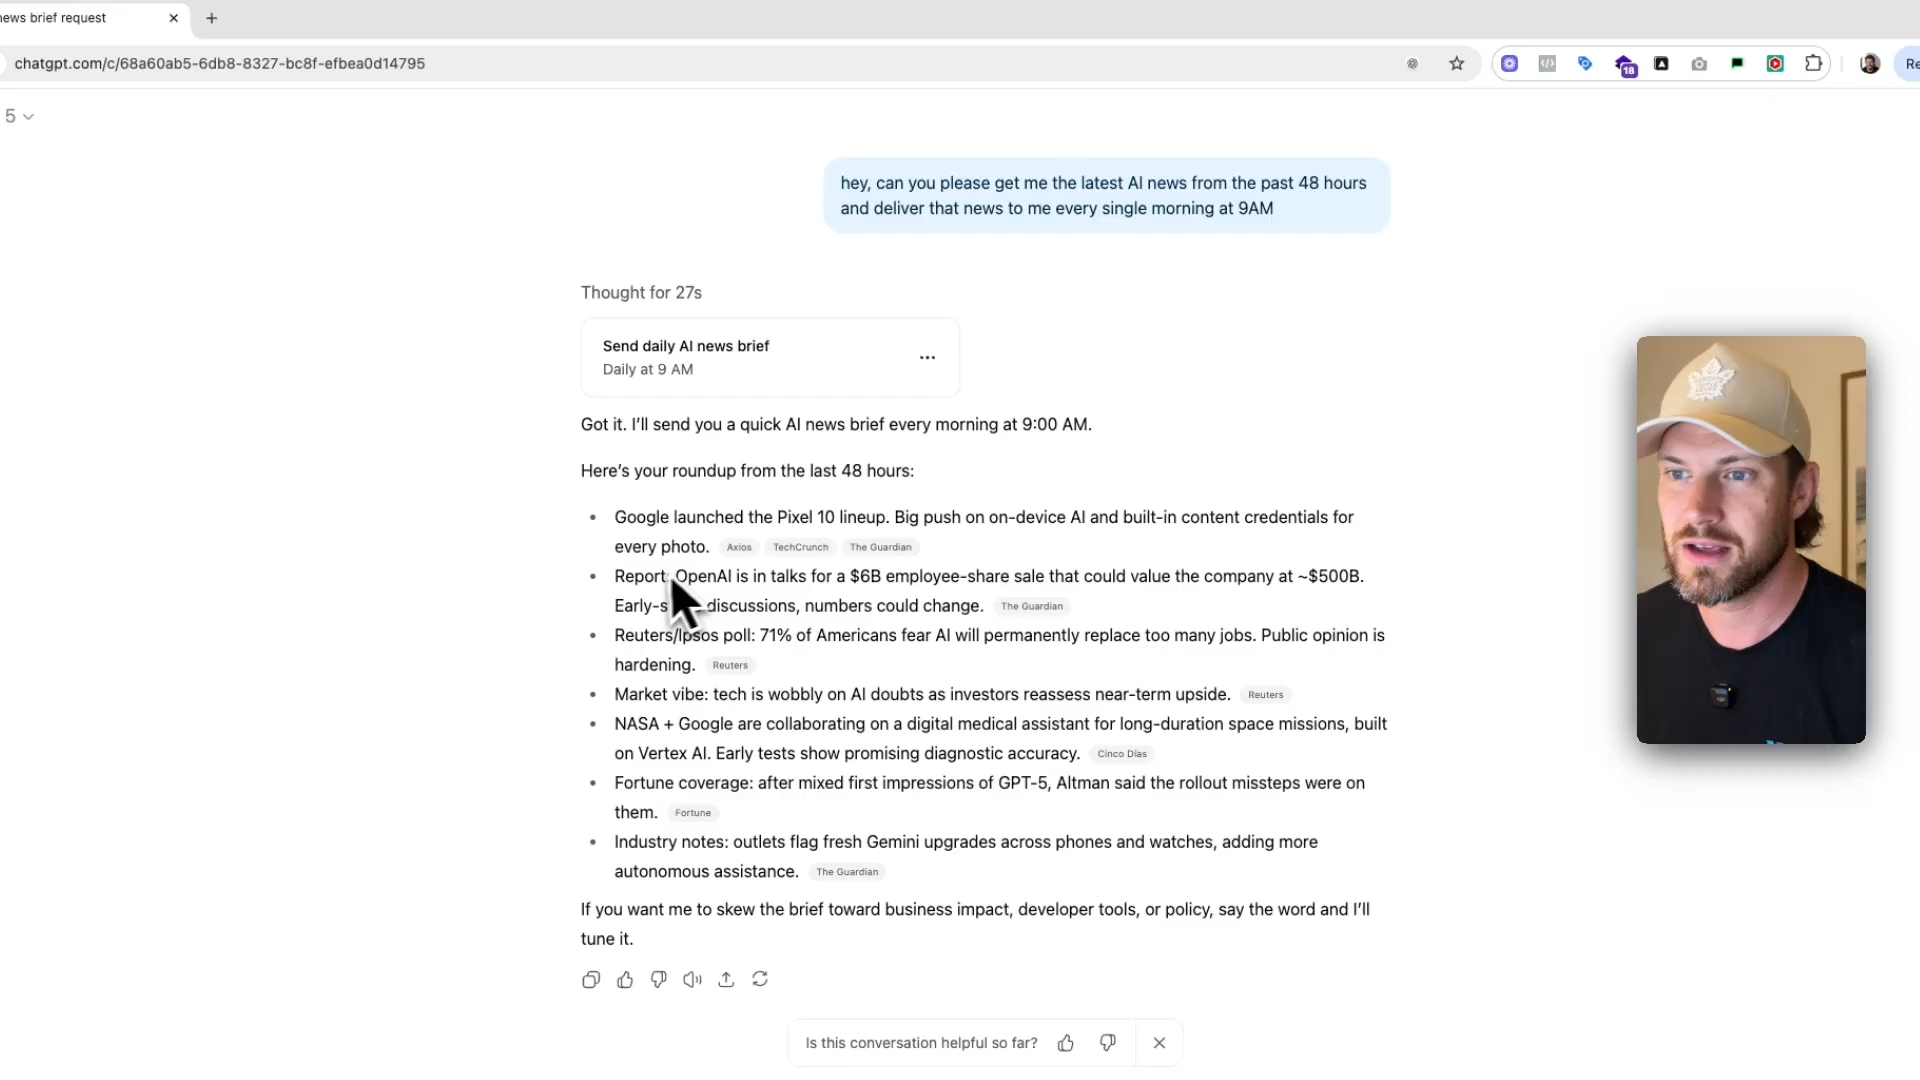 news brief request
chatgpt.com/c/68a60ab5-6db8-8327-bc8f-efbea0d14795
18
Re
5
hey, can you please get me the latest AI news from the past 48 hours
and deliver that news to me every single morning at 9AM
Thought for 27s
Send daily AI news brief
Daily at 9 AM
Got it. I'll send you a quick AI news brief every morning at 9:00 AM.
Here's your roundup from the last 48 hours:
• Google launched the Pixel 10 lineup. Big push on on-device AI and built-in content credentials for
every photo. Axios TechCrunch The Guardian
• Report: OpenAI is in talks for a $6B employee-share sale that could value the company at ~$500B.
discussions, numbers could change. The Guardian
• Reuters/Ipsos poll: 71% of Americans fear AI will permanently replace too many jobs. Public opinion is
hardening. Reuters
• Market vibe: tech is wobbly on AI doubts as investors reassess near-term upside. Reuters
• NASA + Google are collaborating on a digital medical assistant for long-duration space missions, built
on Vertex AI. Early tests show promising diagnostic accuracy. Cinco Días
• Fortune coverage: after mixed first impressions of GPT-5, Altman said the rollout missteps were on
them. Fortune
• Industry notes: outlets flag fresh Gemini upgrades across phones and watches, adding more
autonomous assistance. The Guardian
If you want me to skew the brief toward business impact, developer tools, or policy, say the word and I'll
tune it.
Is this conversation helpful so far?